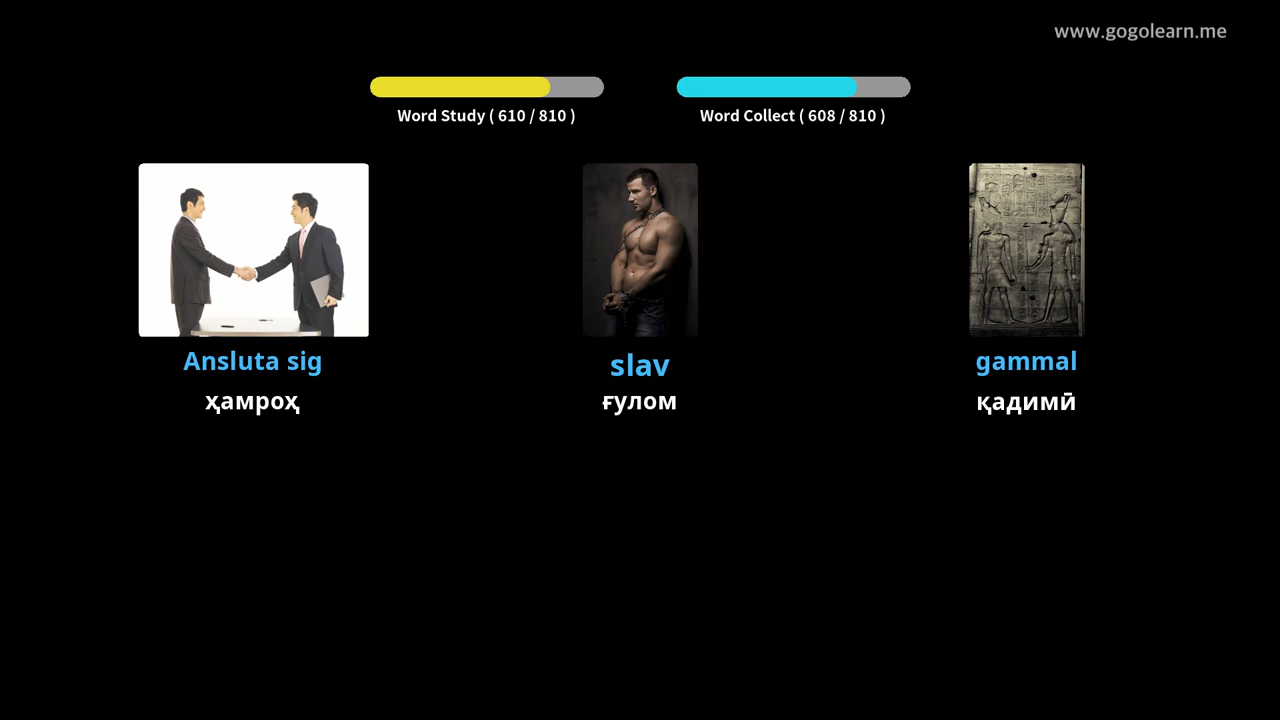 www.gogolearn.me
Word Study ( 610 / 810 )
Word Collect ( 608 / 810 )
Ansluta sig
slav
gammal
ҳамроҳ
ғулом
қадимӣ